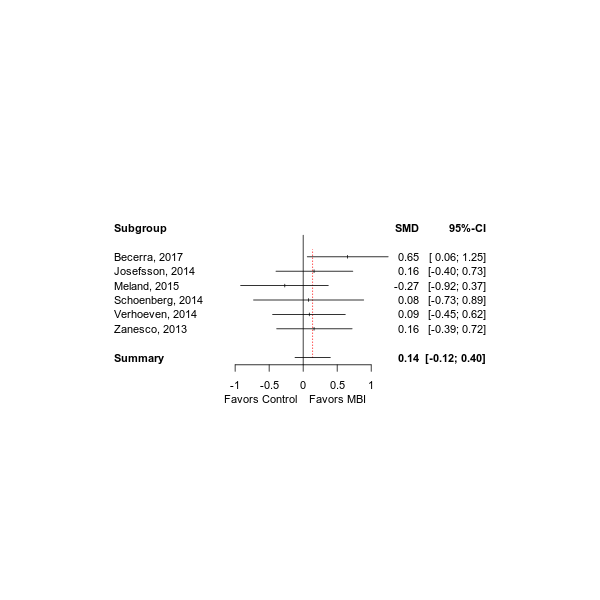 Subgroup SMD 95%-CI
Becerra, 2017 0.65 [ 0.06; 1.25]
Josefsson, 2014 0.16 [-0.40; 0.73]
Meland, 2015 -0.27 [-0.92; 0.37]
Schoenberg, 2014 0.08 [-0.73; 0.89]
Verhoeven, 2014 0.09 [-0.45; 0.62]
Zanesco, 2013 0.16 [-0.39; 0.72]
Summary 0.14 [-0.12; 0.40]
-1 -0.5 0 0.5 1
Favors Control Favors MBI